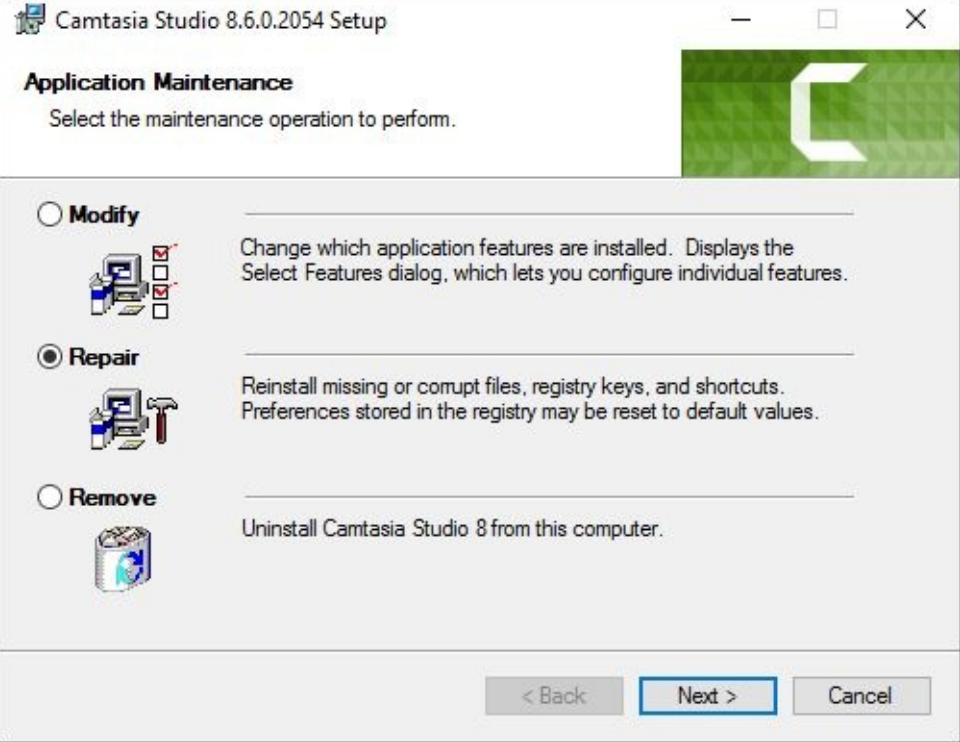 Camtasia Studio 8.6.0.2054 Setup
Application Maintenance
Select the maintenance operation to perform.
Modify
Change which application features are installed.  Displays the
Select Features dialog, which lets you configure individual features.
Repair
Reinstall missing or corrupt files, registry keys, and shortcuts.
Preferences stored in the registry may be reset to default values.
Remove
Uninstall Camtasia Studio 8 from this computer.
< Back
Next >
Cancel